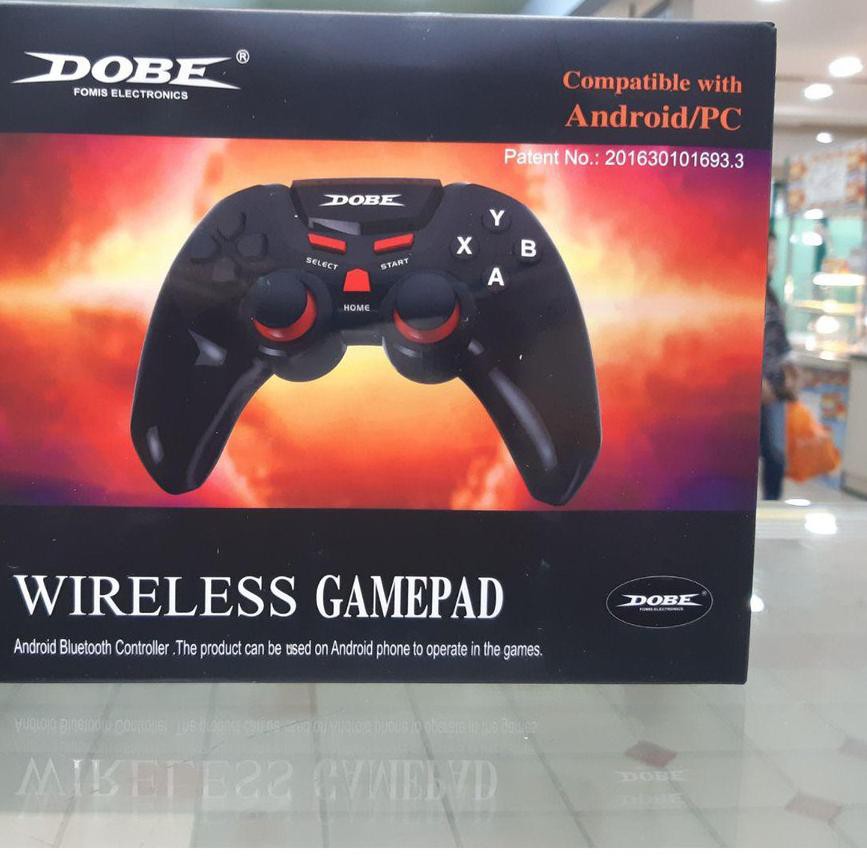 DOBE®
FOMIS ELECTRONICS
Compatible with
Android/PC
Patent No.: 201630101693.3
DOBE
Y
X B
A
SELECT START
HOME
WIRELESS GAMEPAD
DOBE®
FOMIS ELECTRONICS
Android Bluetooth Controller .The product can be used on Android phone to operate in the games.